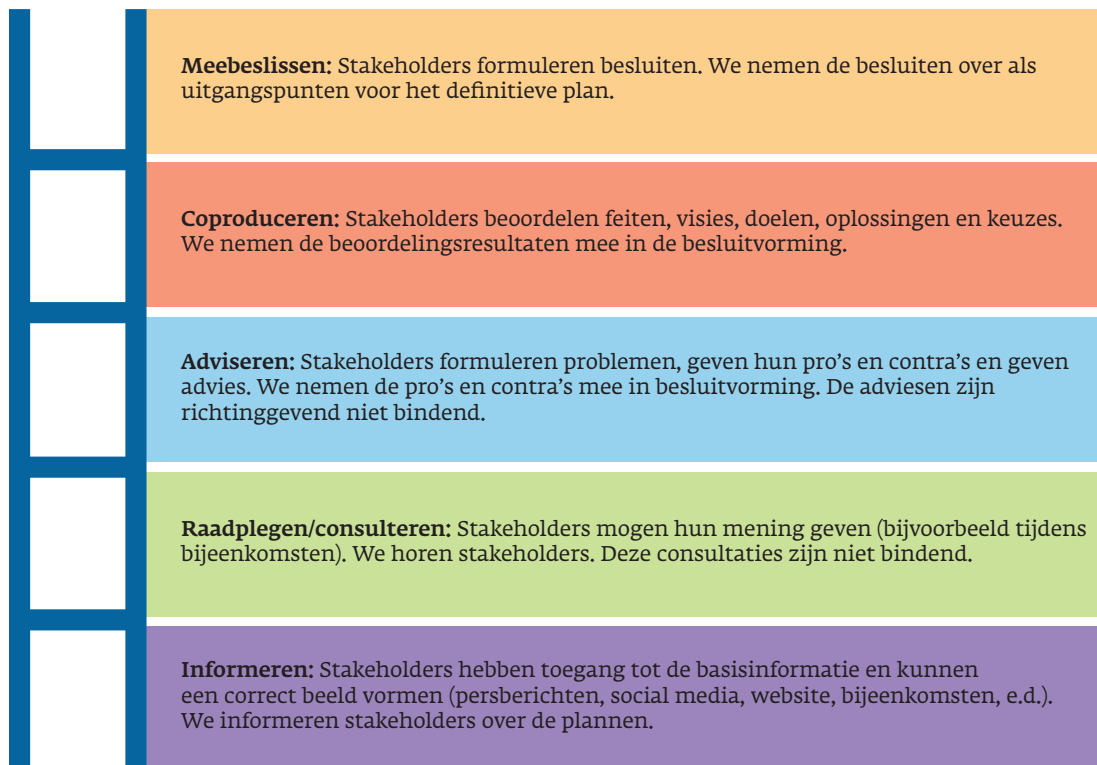 Meebeslissen: Stakeholders formuleren besluiten. We nemen de besluiten over als
uitgangspunten voor het definitieve plan.
Coproduceren: Stakeholders beoordelen feiten, visies, doelen, oplossingen en keuzes.
We nemen de beoordelingsresultaten mee in de besluitvorming.
Adviseren: Stakeholders formuleren problemen, geven hun pro’s en contra’s en geven
advies. We nemen de pro’s en contra’s mee in besluitvorming. De adviesen zijn
richtinggevend niet bindend.
Raadplegen/consulteren: Stakeholders mogen hun mening geven (bijvoorbeeld tijdens
bijeenkomsten). We horen stakeholders. Deze consultaties zijn niet bindend.
Informeren: Stakeholders hebben toegang tot de basisinformatie en kunnen
een correct beeld vormen (persberichten, social media, website, bijeenkomsten, e.d.).
We informeren stakeholders over de plannen.